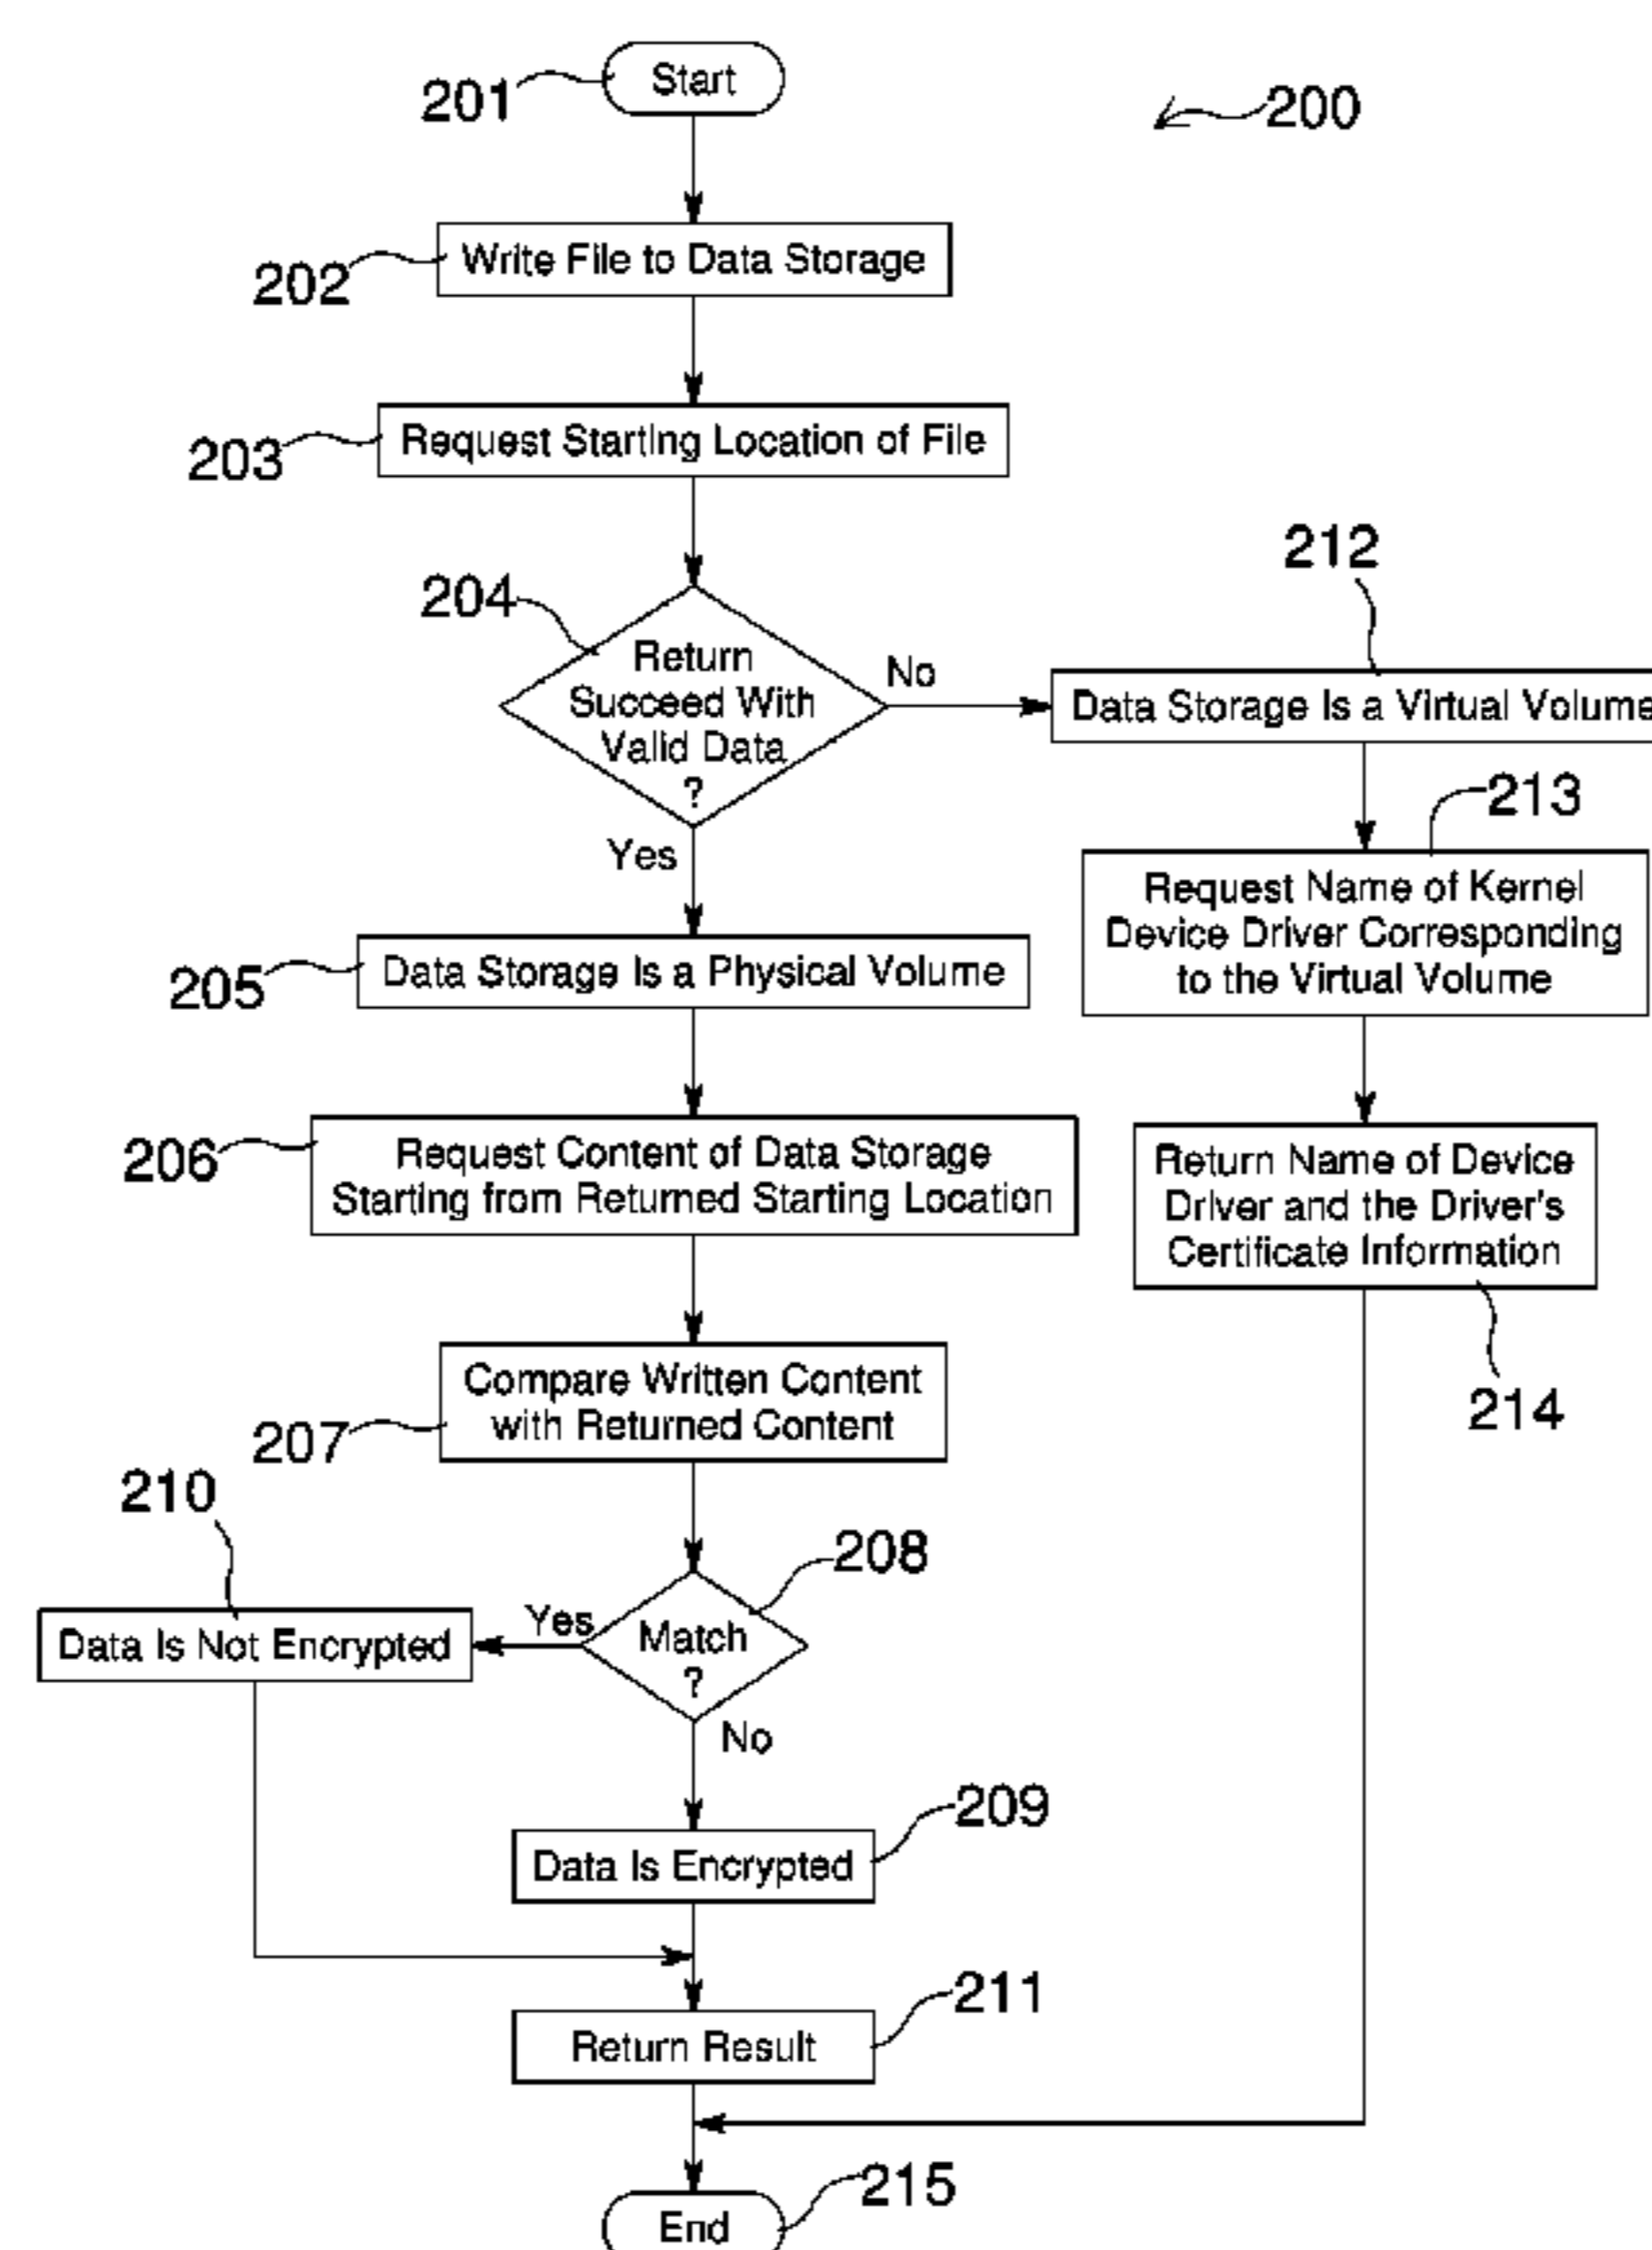 201
Start
200
202
Write File to Data Storage
203
Request Starting Location of File
204
Return
Succeed With
Valid Data
?
No
Yes
212
Data Storage Is a Virtual Volume
213
Request Name of Kernel
Device Driver Corresponding
to the Virtual Volume
205
Data Storage Is a Physical Volume
206
Request Content of Data Storage
Starting from Returned Starting Location
Return Name of Device
Driver and the Driver's
Certificate Information
214
207
Compare Written Content
with Returned Content
210
208
Data Is Not Encrypted
Yes
Match
?
No
209
Data Is Encrypted
211
Return Result
215
End